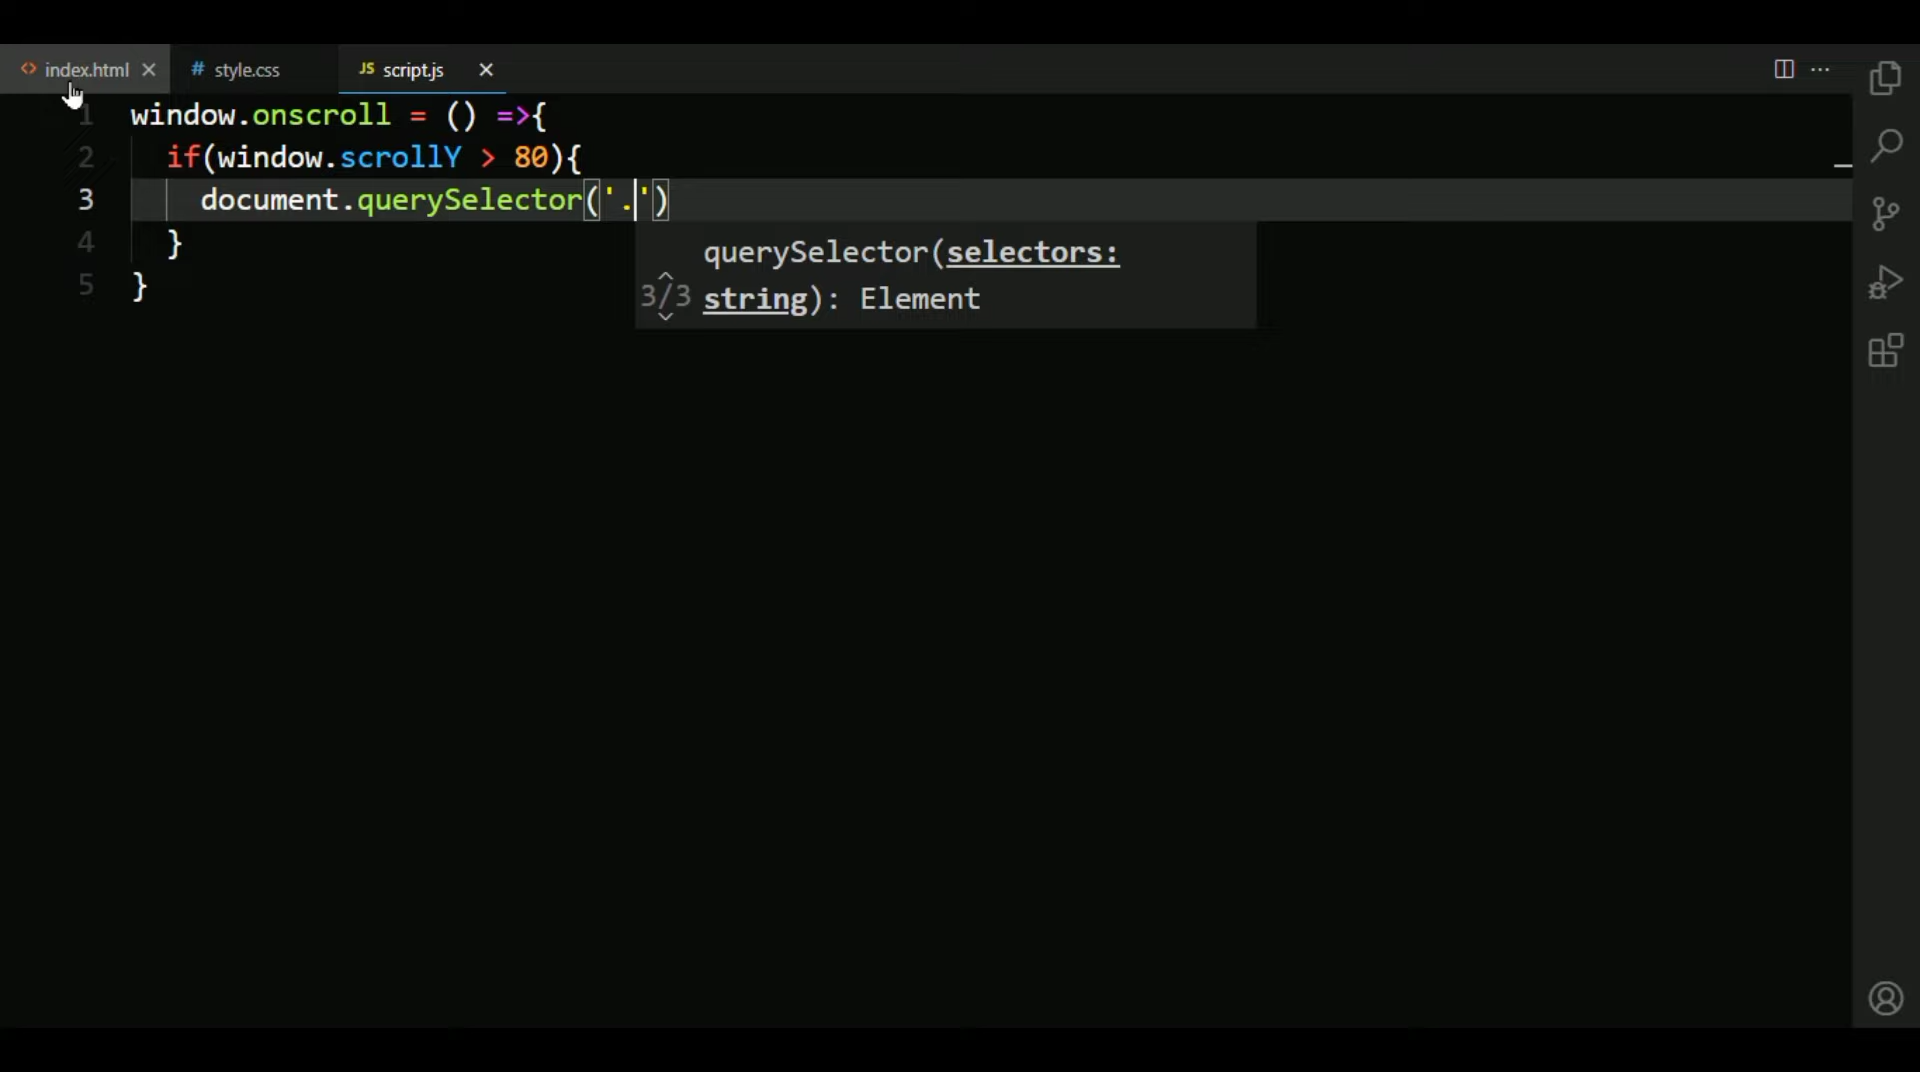 <> index.html × # style.css JS script.js × ...
1 window.onscroll = () =>{
2 if(window.scrollY > 80){
3 document.querySelector('.')
4 }
5 }
querySelector(selectors:
3/3 string): Element